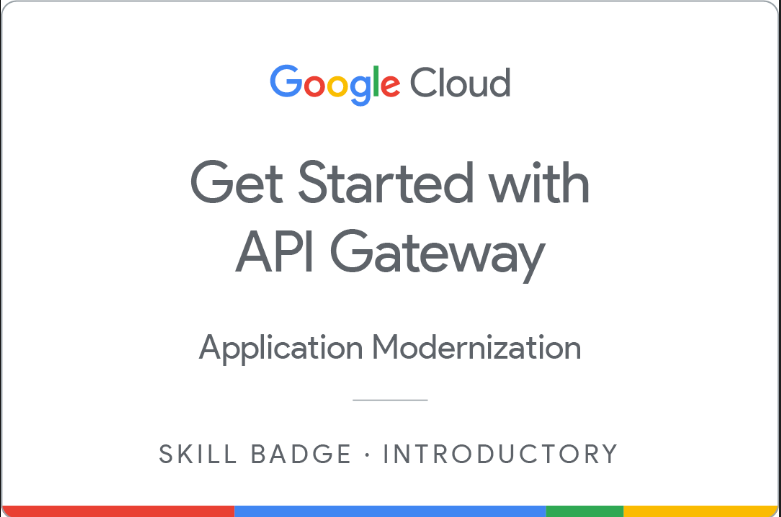 Google Cloud
Get Started with
API Gateway
Application Modernization
SKILL BADGE · INTRODUCTORY